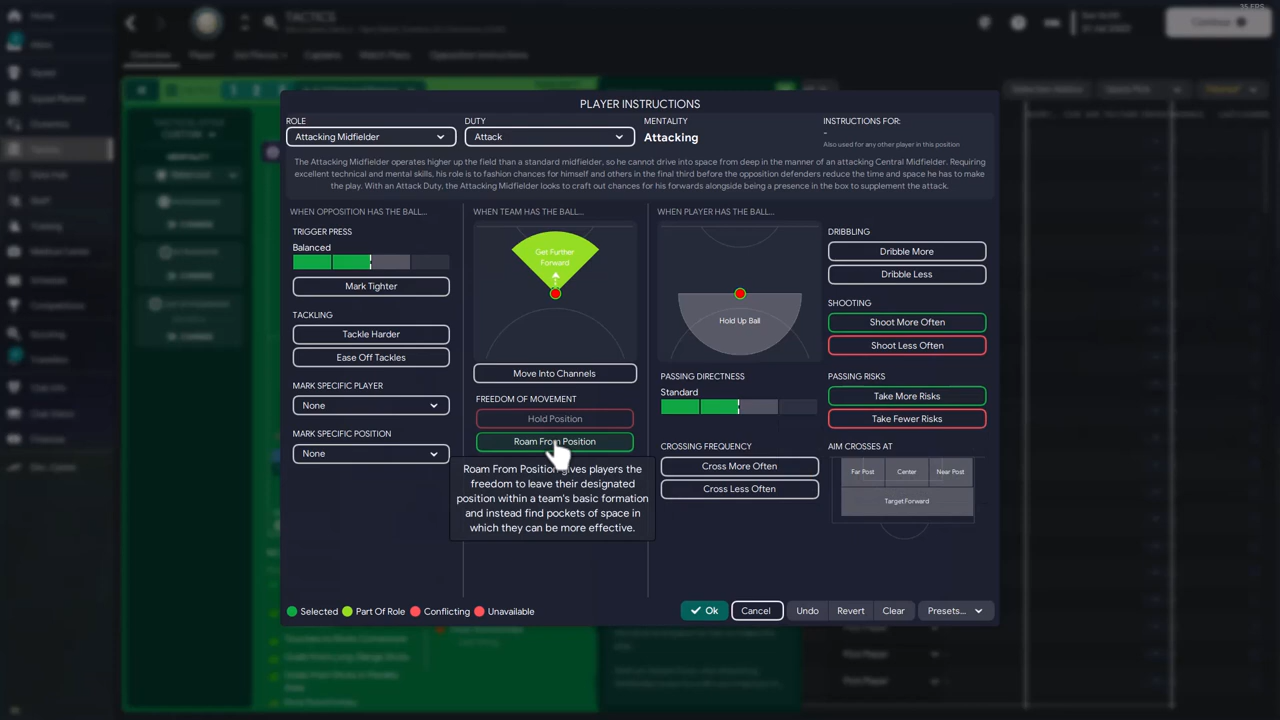 35 FPS
Home
TACTICS
Overview
Player
Captains
Match Plans
Opposition Instructions
PLAYER INSTRUCTIONS
ROLE
Attacking Midfielder
DUTY
Attack
MENTALITY
Attacking
INSTRUCTIONS FOR:
-
Also used for any other player in this position
The Attacking Midfielder operates higher up the field than a standard midfielder, so he cannot drive into space from deep in the manner of an attacking Central Midfielder. Requiring
excellent technical and mental skills, his role is to fashion chances for himself and others in the final third before the opposition defenders reduce the time and space he has to make
the play. With an Attack Duty, the Attacking Midfielder looks to craft out chances for his forwards alongside being a presence in the box to supplement the attack.
WHEN OPPOSITION HAS THE BALL...
TRIGGER PRESS
Balanced
Mark Tighter
TACKLING
Tackle Harder
Ease Off Tackles
MARK SPECIFIC PLAYER
None
MARK SPECIFIC POSITION
None
WHEN TEAM HAS THE BALL...
Get Further
Forward
Move Into Channels
FREEDOM OF MOVEMENT
Hold Position
Roam From Position
Roam From Position gives players the
freedom to leave their designated
position within a team's basic formation
and instead find pockets of space in
which they can be more effective.
WHEN PLAYER HAS THE BALL...
Hold Up Ball
PASSING DIRECTNESS
Standard
CROSSING FREQUENCY
Cross More Often
Cross Less Often
DRIBBLING
Dribble More
Dribble Less
SHOOTING
Shoot More Often
Shoot Less Often
PASSING RISKS
Take More Risks
Take Fewer Risks
AIM CROSSES AT
Far Post
Center
Near Post
Target Forward
Selected
Part Of Role
Conflicting
Unavailable
Ok
Cancel
Undo
Revert
Clear
Presets...